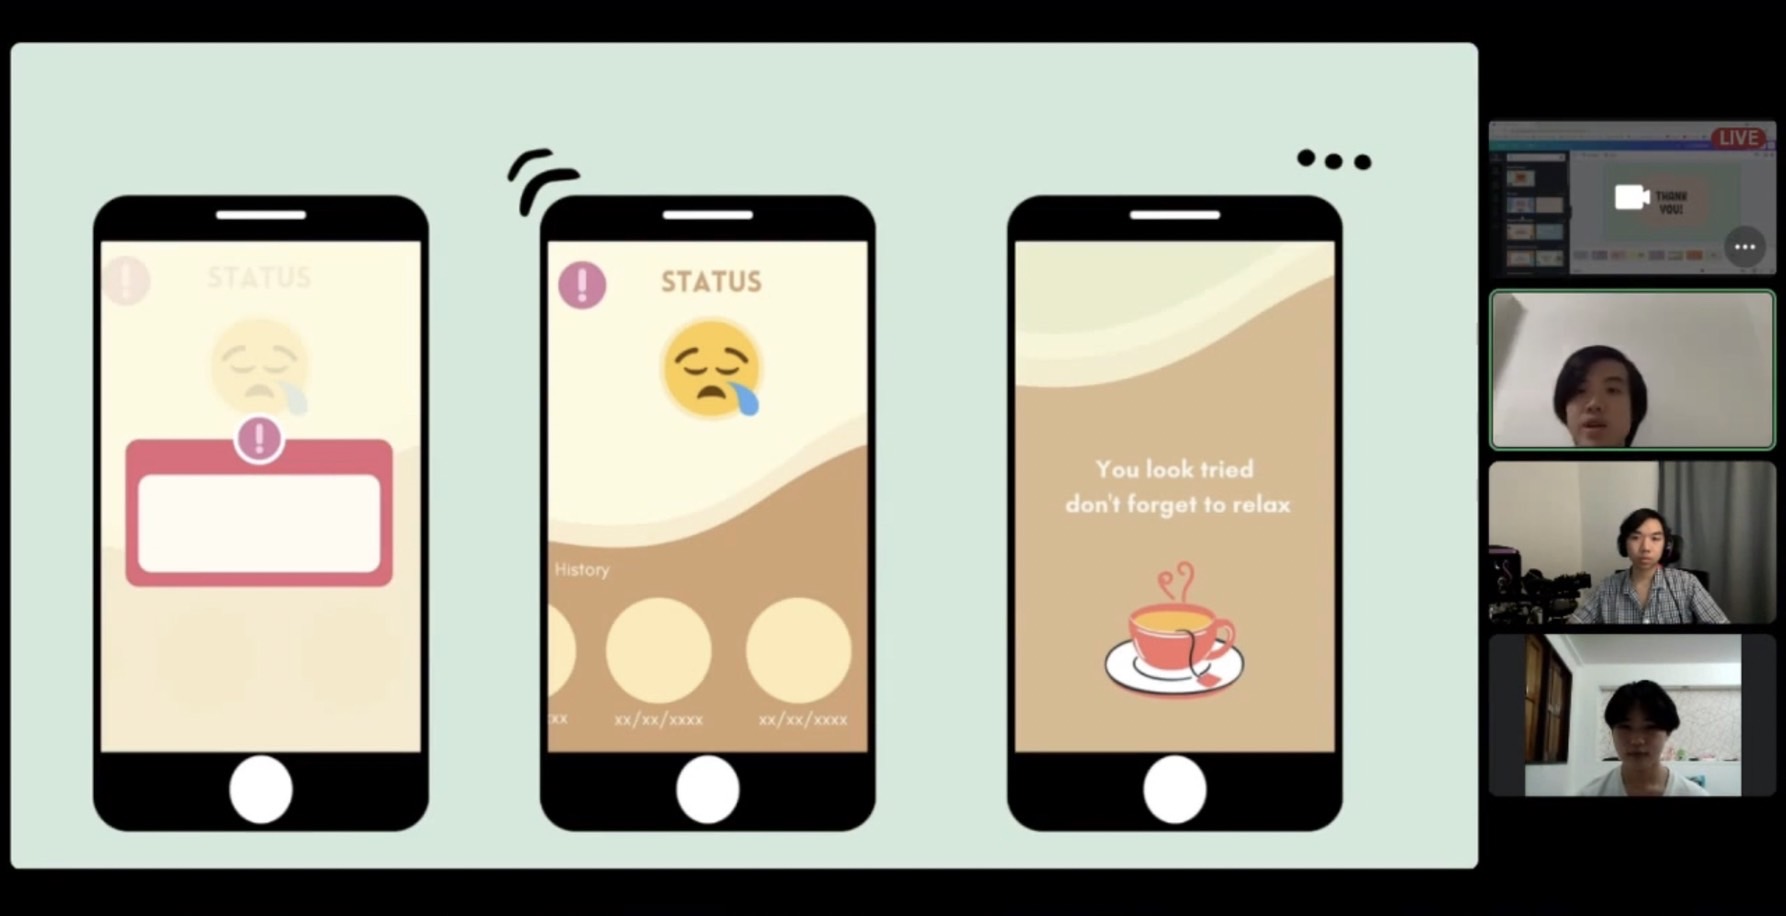 STATUS
STATUS
History
xx
xx/xx/xxxx
xx/xx/xxxx
You look tried
don't forget to relax
LIVE
THANK
YOU!